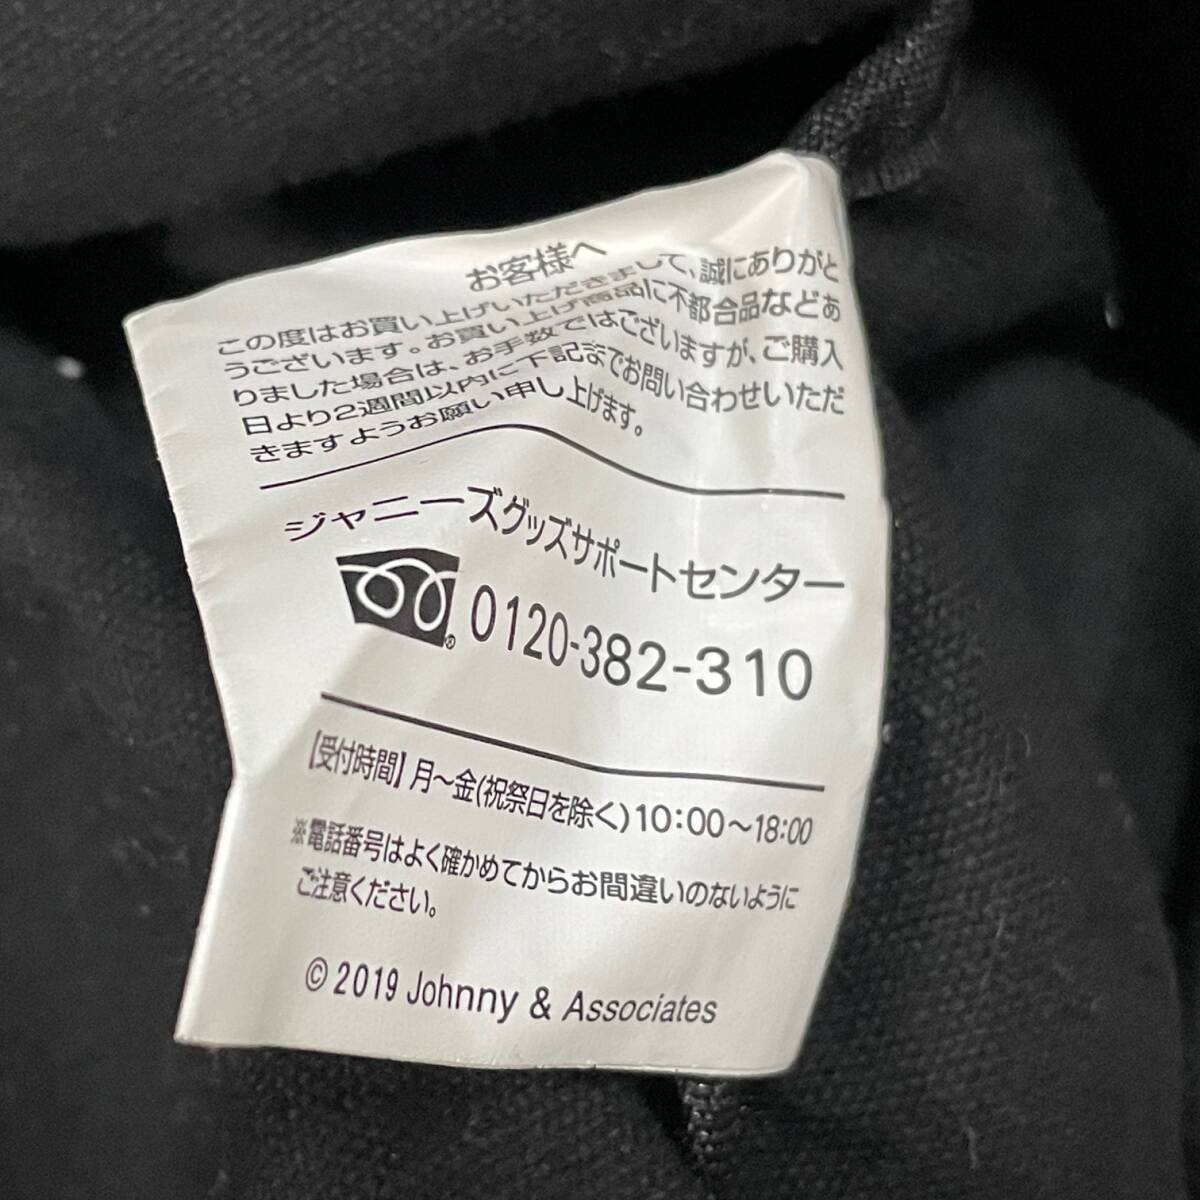 お客様へ
この度はお買い上げいただきまして、誠にありがと
うございます。お買い上げ商品に不都合品などあ
りました場合は、お手数ではございますが、ご購入
日より2週間以内に下記までお問い合わせいただ
きますようお願い申し上げます。
ジャニーズグッズサポートセンター
0120-382-310
【受付時間】月〜金(祝祭日を除く)10:00〜18:00
※電話番号はよく確かめてからお間違いのないように
ご注意ください。
© 2019 Johnny & Associates